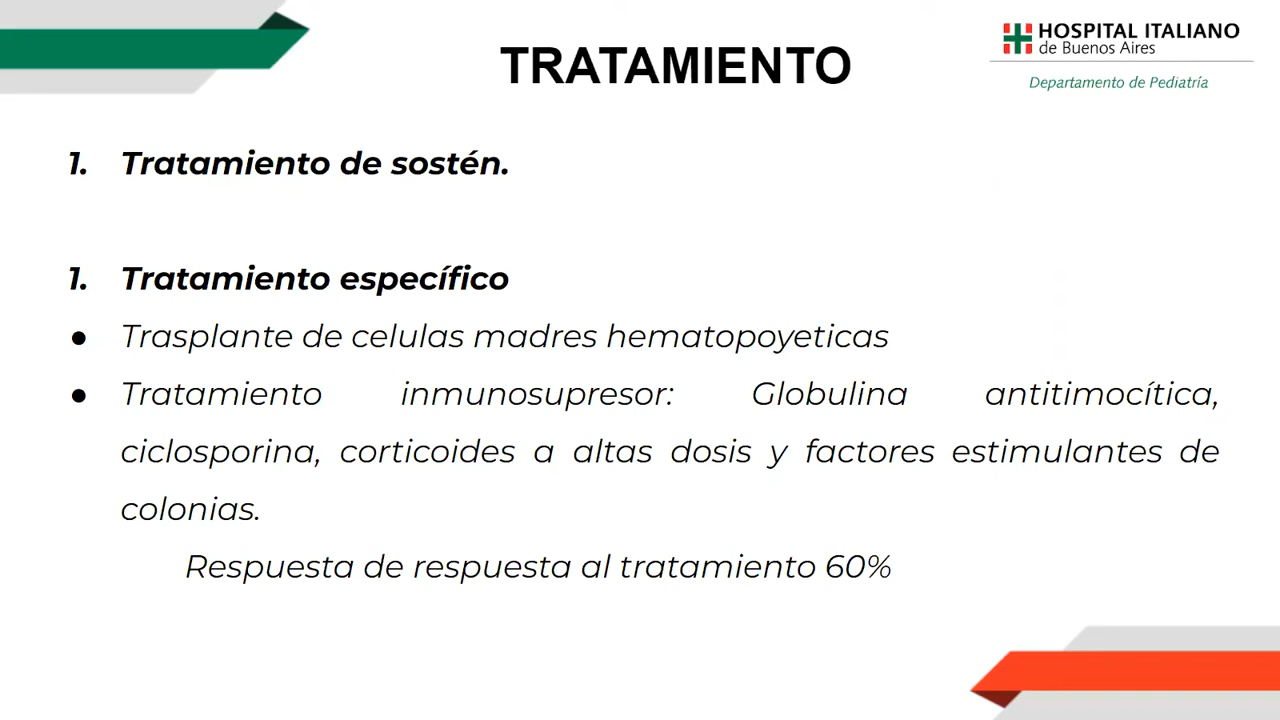 TRATAMIENTO
HOSPITAL ITALIANO
de Buenos Aires
Departamento de Pediatría
1. Tratamiento de sostén.
1. Tratamiento específico
● Trasplante de celulas madres hematopoyeticas
● Tratamiento inmunosupresor: Globulina antitimocítica,
ciclosporina, corticoides a altas dosis y factores estimulantes de
colonias.
Respuesta de respuesta al tratamiento 60%